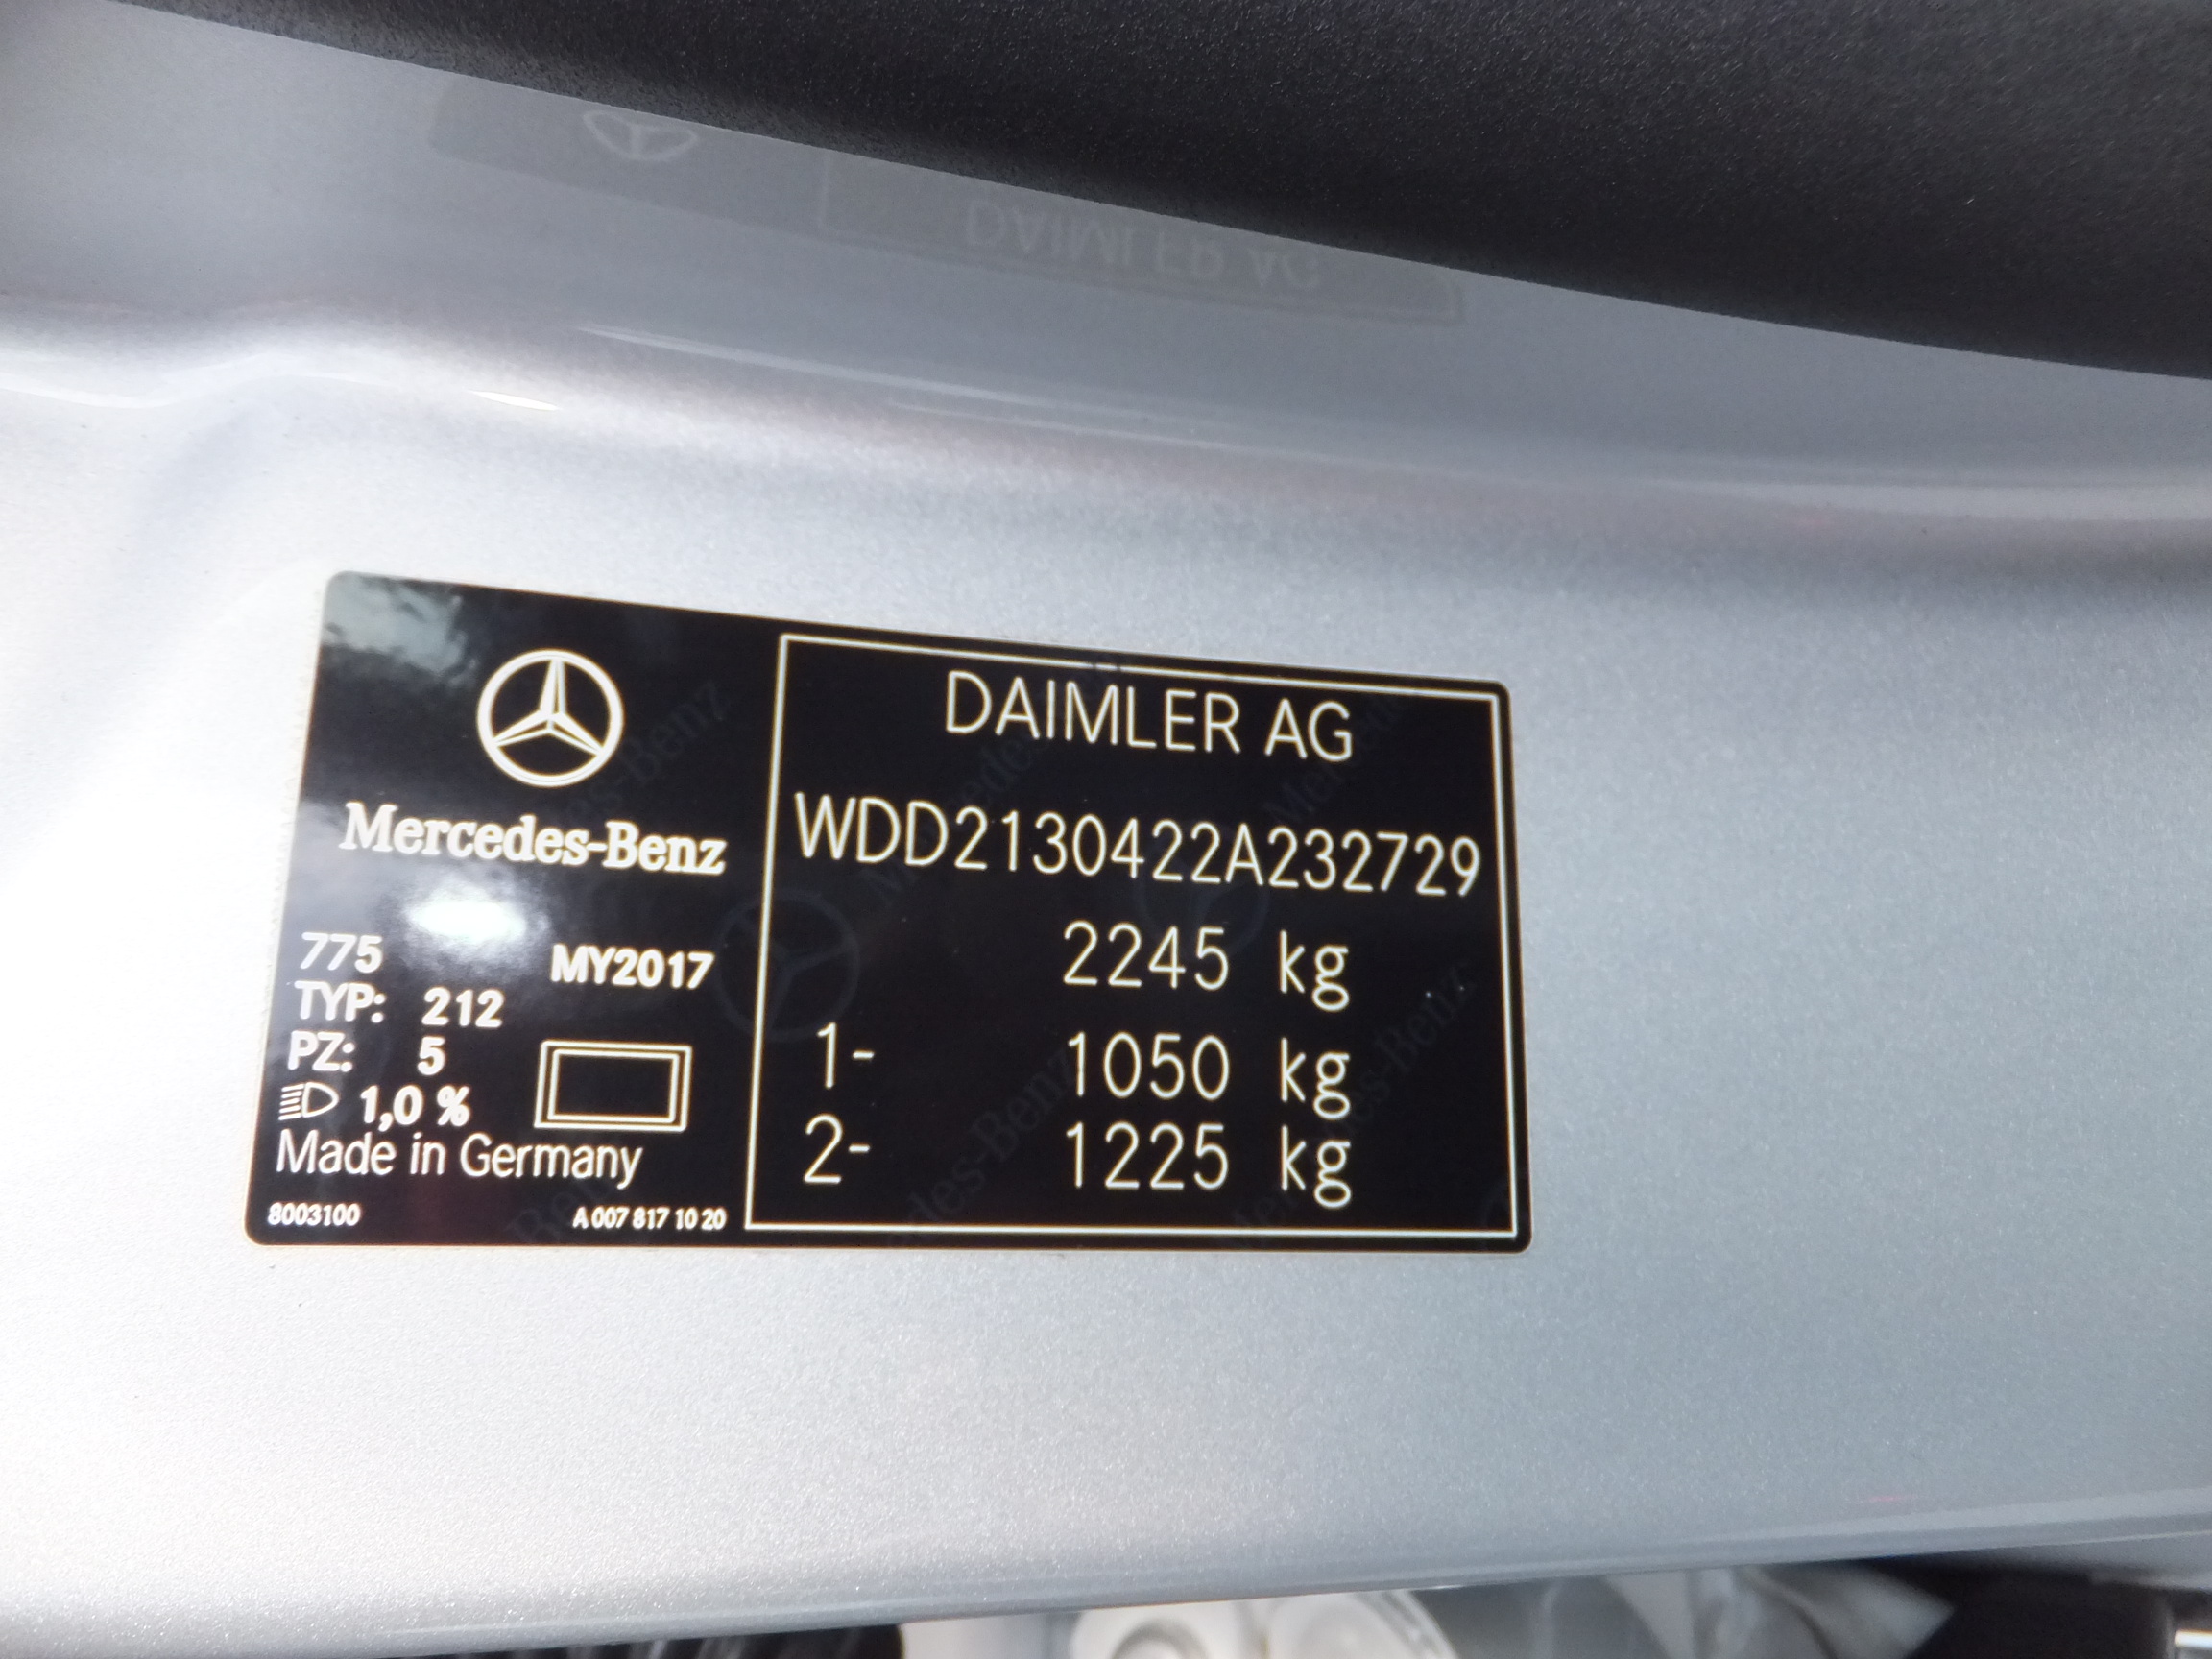 Mercedes-Benz
775 MY2017
TYP: 212
PZ: 5
1,0 %
Made in Germany
8003100 A 007 817 10 20
DAIMLER AG
WDD2130422A232729
2245 kg
1- 1050 kg
2- 1225 kg